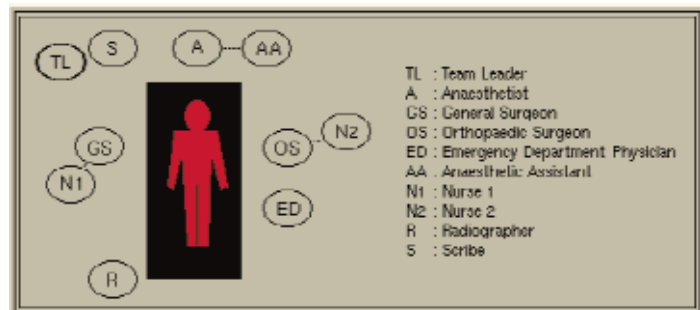 S
A
AA
TL
TL : Team Leader
A : Anaesthetist
GS : General Surgeon
OS : Orthopaedic Surgeon
ED : Emergency Department Physician
AA : Anaesthetic Assistant
N1 : Nurse 1
N2 : Nurse 2
R : Radiographer
S : Scribe
GS
N1
OS
N2
ED
R